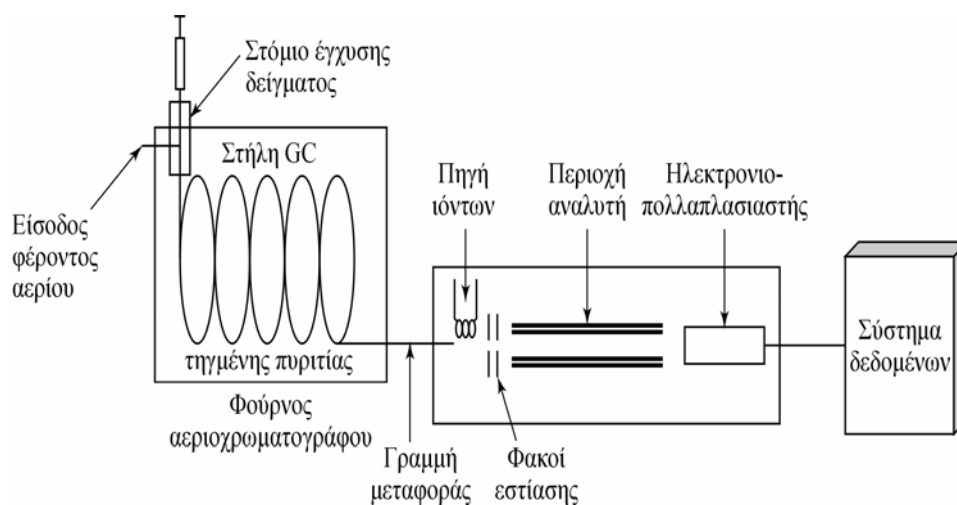 Στόμιο έγχυσης
δείγματος
Στήλη GC
Είσοδος
φέροντος
αερίου
τηγμένης πυριτίας
Φούρνος
αεριοχρωματογράφου
Γραμμή
μεταφοράς
Πηγή
ιόντων
Φακοί
εστίασης
Περιοχή
αναλυτή
Ηλεκτρονιο-
πολλαπλασιαστής
Σύστημα
δεδομένων